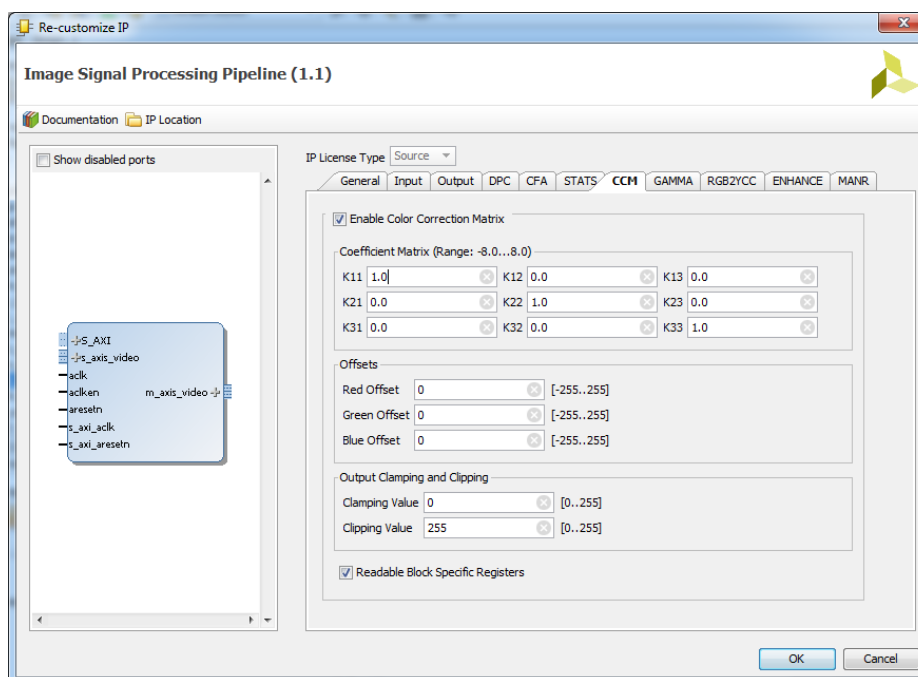 Re-customize IP
Image Signal Processing Pipeline (1.1)
Documentation IP Location
Show disabled ports
S_AXI
s_axis_video
aclk
aclken m_axis_video
aresetn
s_axi_aclk
s_axi_aresetn
IP License Type Source
General Input Output DPC CFA STATS CCM GAMMA RGB2YCC ENHANCE MANR
Enable Color Correction Matrix
Coefficient Matrix (Range: -8.0...8.0)
K11 1.0 K12 0.0 K13 0.0
K21 0.0 K22 1.0 K23 0.0
K31 0.0 K32 0.0 K33 1.0
Offsets
Red Offset 0 [-255..255]
Green Offset 0 [-255..255]
Blue Offset 0 [-255..255]
Output Clamping and Clipping
Clamping Value 0 [0..255]
Clipping Value 255 [0..255]
Readable Block Specific Registers
OK Cancel